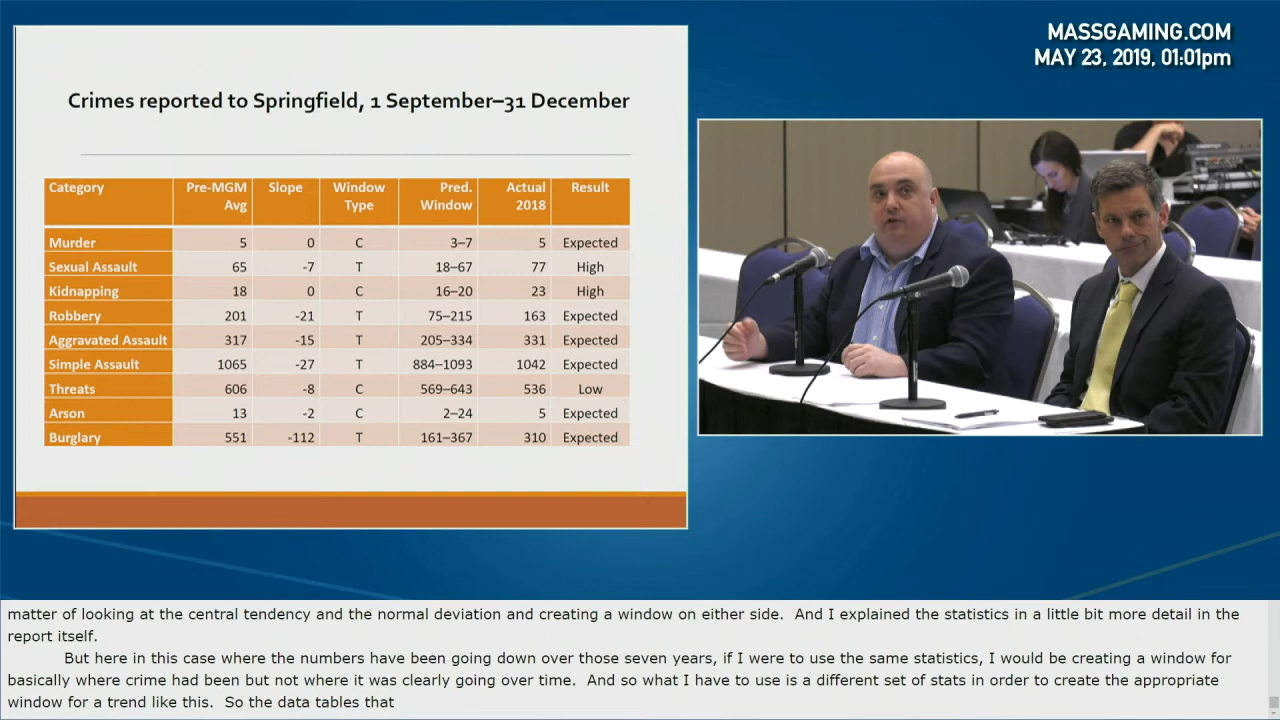 MASSGAMING.COM
MAY 23, 2019, 01:01pm
Crimes reported to Springfield, 1 September–31 December
Category Pre-MGM Avg Slope Window Type Pred. Window Actual 2018 Result
Murder 5 0 C 3–7 5 Expected
Sexual Assault 65 -7 T 18–67 77 High
Kidnapping 18 0 C 16–20 23 High
Robbery 201 -21 T 75–215 163 Expected
Aggravated Assault 317 -15 T 205–334 331 Expected
Simple Assault 1065 -27 T 884–1093 1042 Expected
Threats 606 -8 C 569–643 536 Low
Arson 13 -2 C 2–24 5 Expected
Burglary 551 -112 T 161–367 310 Expected
matter of looking at the central tendency and the normal deviation and creating a window on either side. And I explained the statistics in a little bit more detail in the
report itself.
But here in this case where the numbers have been going down over those seven years, if I were to use the same statistics, I would be creating a window for
basically where crime had been but not where it was clearly going over time. And so what I have to use is a different set of stats in order to create the appropriate
window for a trend like this. So the data tables that